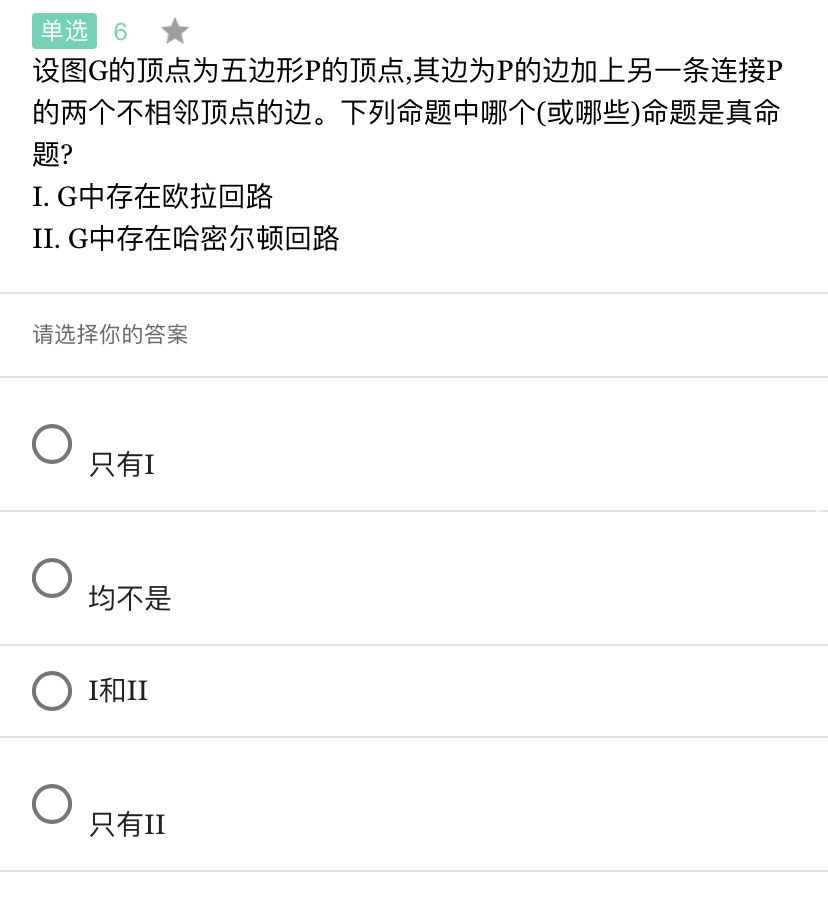 单选 6
设图G的顶点为五边形P的顶点,其边为P的边加上另一条连接P
的两个不相邻顶点的边。下列命题中哪个(或哪些)命题是真命
题?
I. G中存在欧拉回路
II. G中存在哈密尔顿回路
请选择你的答案
只有I
均不是
I和II
只有II